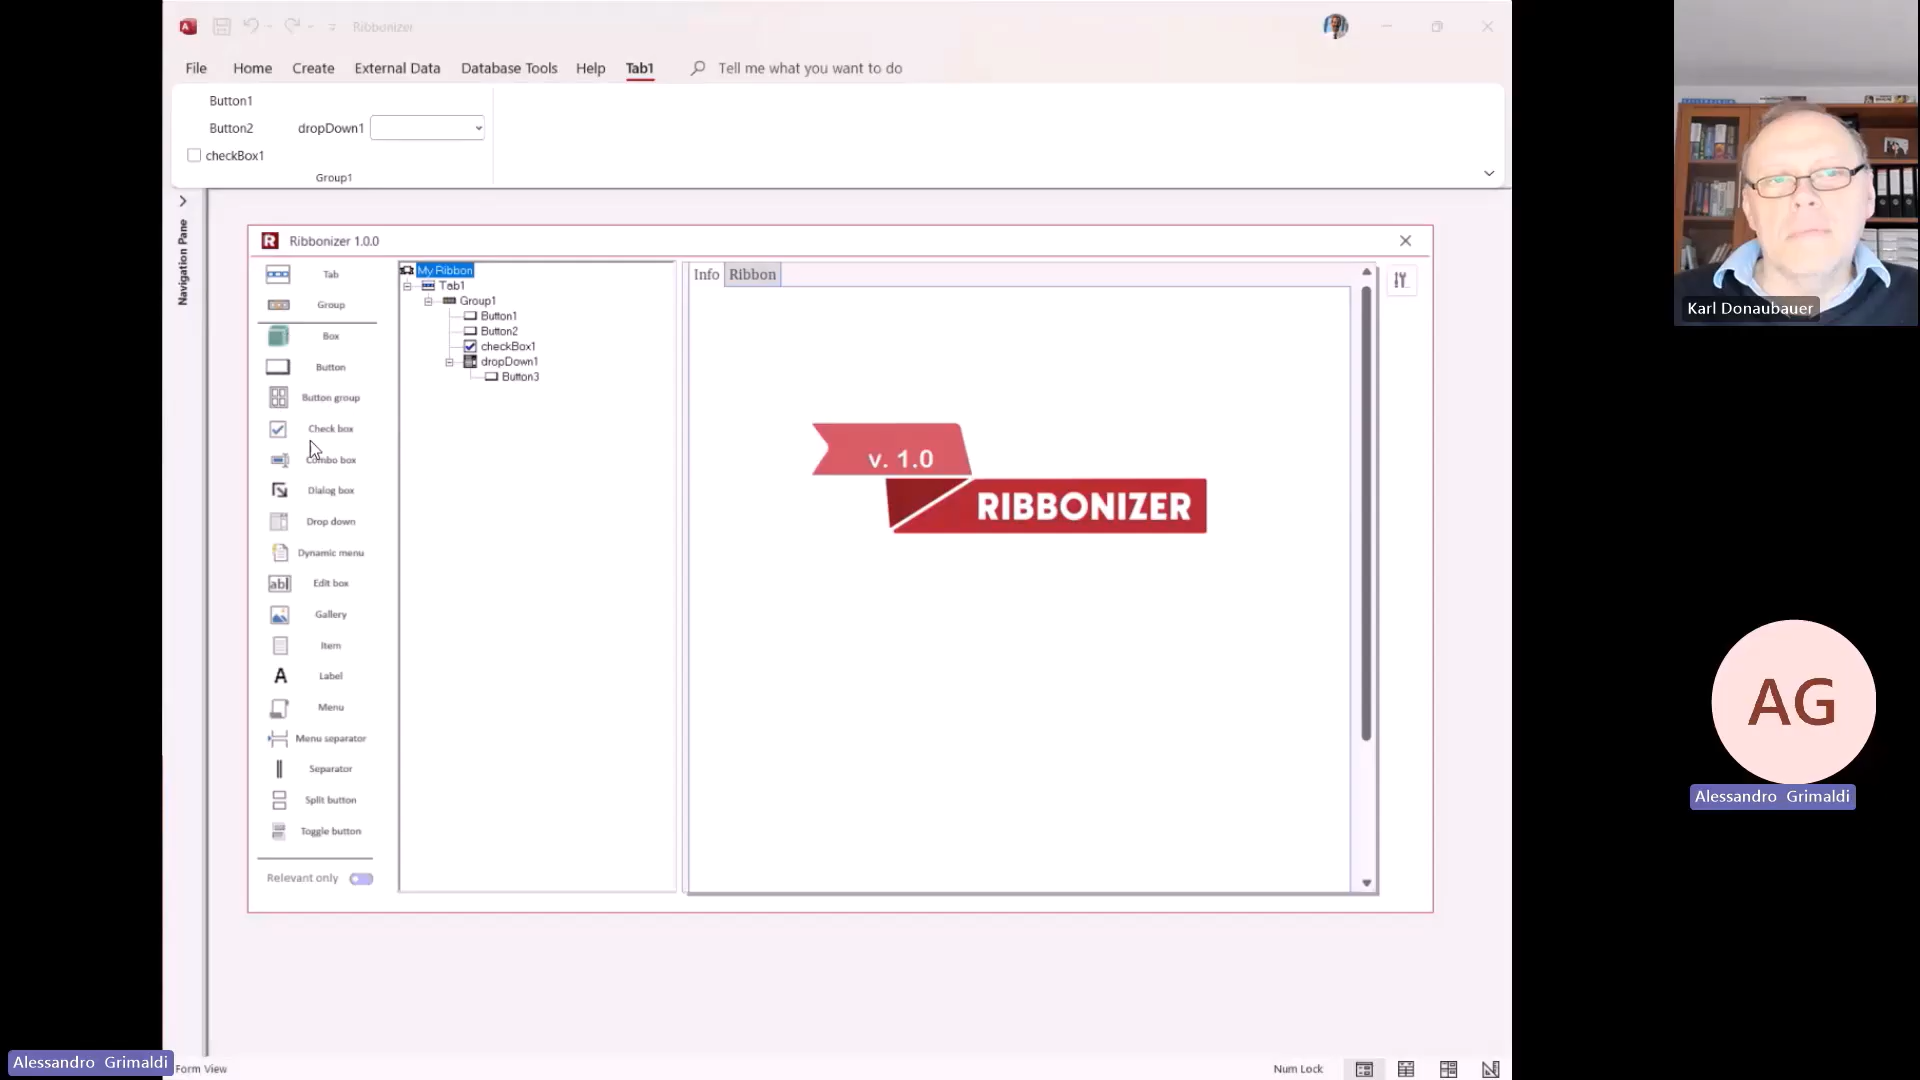 Ribbonizer
File Home Create External Data Database Tools Help Tab1 Tell me what you want to do
Button1
Button2
dropDown1
checkBox1
Group1
Navigation Pane
Ribbonizer 1.0.0
Tab
Group
Box
Button
Button group
Check box
Combo box
Dialog box
Drop down
Dynamic menu
abl Edit box
Gallery
Item
A Label
Menu
Menu separator
Separator
Split button
Toggle button
Relevant only
My Ribbon
Tab1
Group1
Button1
Button2
checkBox1
dropDown1
Button3
Info Ribbon
v. 1.0
RIBBONIZER
Karl Donaubauer
AG
Alessandro Grimaldi
Alessandro Grimaldi
Form View
Num Lock